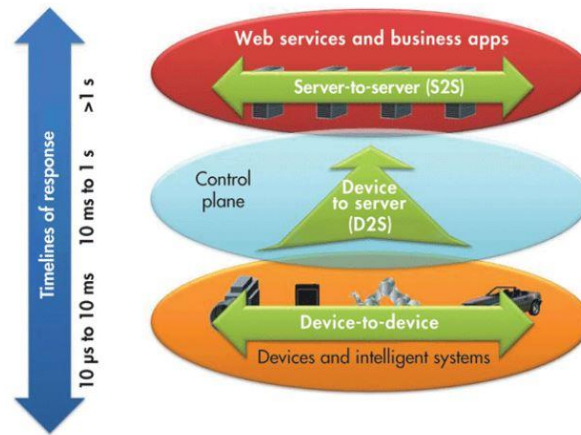 Timelines of response
>1 s
10 ms to 1 s
10 µs to 10 ms
Web services and business apps
Server-to-server (S2S)
Control
plane
Device
to server
(D2S)
Device-to-device
Devices and intelligent systems